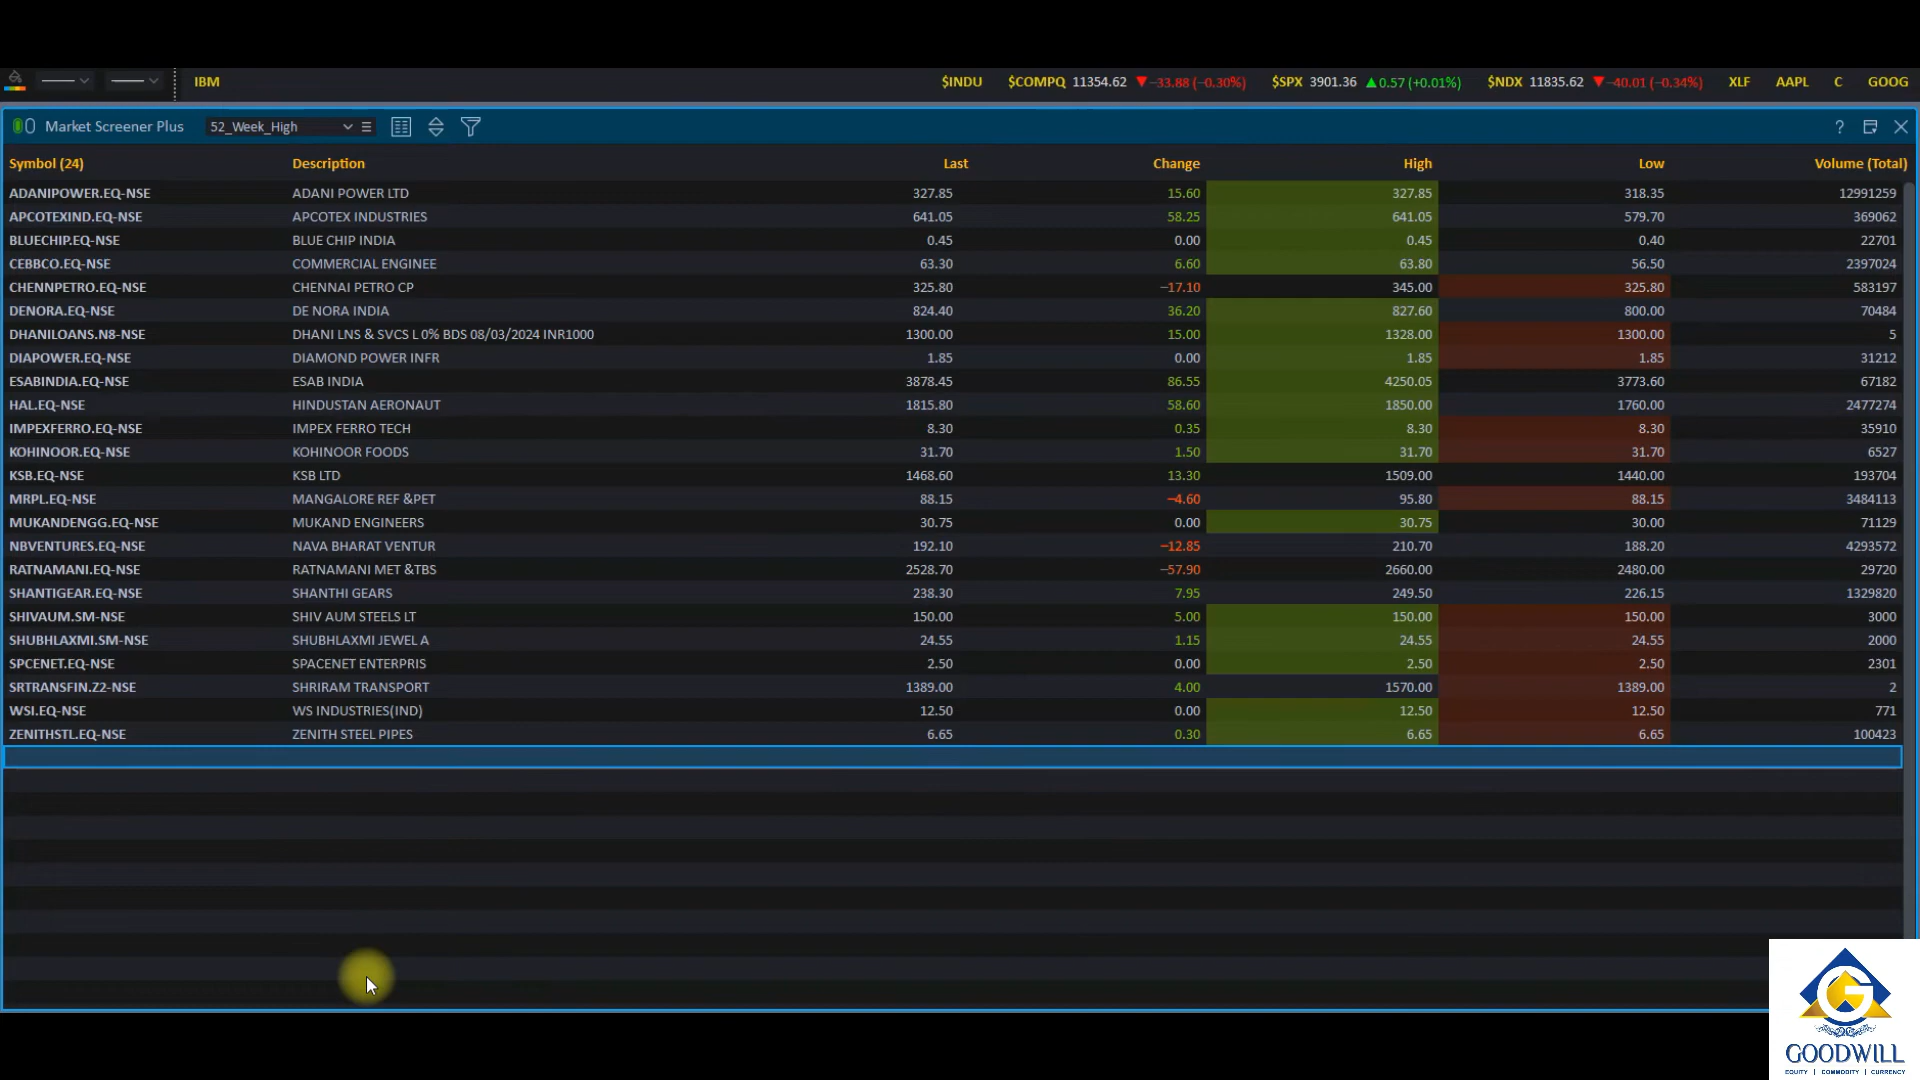 IBM $INDU $COMPQ 11354.62 ▼−33.88 (−0.30%) $SPX 3901.36 ▲0.57 (+0.01%) $NDX 11835.62 ▼−40.01 (−0.34%) XLF AAPL C GOOG
Market Screener Plus 52_Week_High ?
Symbol (24) Description Last Change High Low Volume (Total)
ADANIPOWER.EQ-NSE ADANI POWER LTD 327.85 15.60 327.85 318.35 12991259
APCOTEXIND.EQ-NSE APCOTEX INDUSTRIES 641.05 58.25 641.05 579.70 369062
BLUECHIP.EQ-NSE BLUE CHIP INDIA 0.45 0.00 0.45 0.40 22701
CEBBCO.EQ-NSE COMMERCIAL ENGINEE 63.30 6.60 63.80 56.50 2397024
CHENNPETRO.EQ-NSE CHENNAI PETRO CP 325.80 −17.10 345.00 325.80 583197
DENORA.EQ-NSE DE NORA INDIA 824.40 36.20 827.60 800.00 70484
DHANILOANS.N8-NSE DHANI LNS & SVCS L 0% BDS 08/03/2024 INR1000 1300.00 15.00 1328.00 1300.00 5
DIAPOWER.EQ-NSE DIAMOND POWER INFR 1.85 0.00 1.85 1.85 31212
ESABINDIA.EQ-NSE ESAB INDIA 3878.45 86.55 4250.05 3773.60 67182
HAL.EQ-NSE HINDUSTAN AERONAUT 1815.80 58.60 1850.00 1760.00 2477274
IMPEXFERRO.EQ-NSE IMPEX FERRO TECH 8.30 0.35 8.30 8.30 35910
KOHINOOR.EQ-NSE KOHINOOR FOODS 31.70 1.50 31.70 31.70 6527
KSB.EQ-NSE KSB LTD 1468.60 13.30 1509.00 1440.00 193704
MRPL.EQ-NSE MANGALORE REF &PET 88.15 −4.60 95.80 88.15 3484113
MUKANDENGG.EQ-NSE MUKAND ENGINEERS 30.75 0.00 30.75 30.00 71129
NBVENTURES.EQ-NSE NAVA BHARAT VENTUR 192.10 −12.85 210.70 188.20 4293572
RATNAMANI.EQ-NSE RATNAMANI MET &TBS 2528.70 −57.90 2660.00 2480.00 29720
SHANTIGEAR.EQ-NSE SHANTHI GEARS 238.30 7.95 249.50 226.15 1329820
SHIVAUM.SM-NSE SHIV AUM STEELS LT 150.00 5.00 150.00 150.00 3000
SHUBHLAXMI.SM-NSE SHUBHLAXMI JEWEL A 24.55 1.15 24.55 24.55 2000
SPCENET.EQ-NSE SPACENET ENTERPRIS 2.50 0.00 2.50 2.50 2301
SRTRANSFIN.Z2-NSE SHRIRAM TRANSPORT 1389.00 4.00 1570.00 1389.00 2
WSI.EQ-NSE WS INDUSTRIES(IND) 12.50 0.00 12.50 12.50 771
ZENITHSTL.EQ-NSE ZENITH STEEL PIPES 6.65 0.30 6.65 6.65 100423
GOODWILL
EQUITY | COMMODITY | CURRENCY